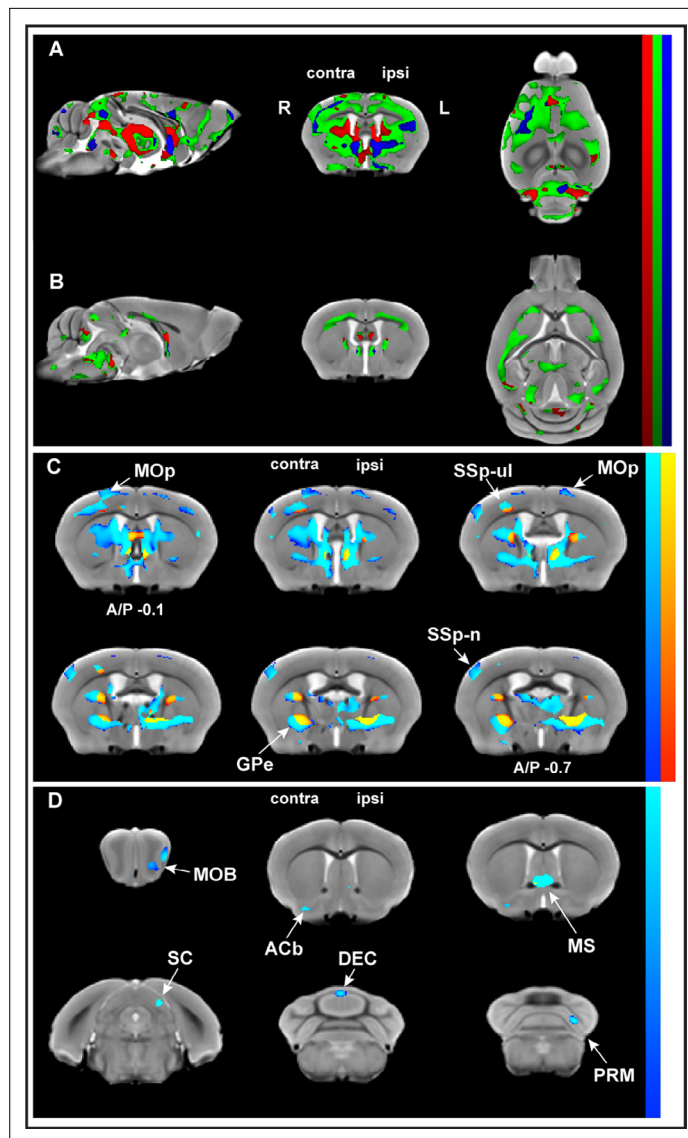 A
contra ipsi
R L
B
C
MOp
contra ipsi
SSp-ul
MOp
A/P -0.1
SSp-n
GPe
A/P -0.7
D
contra ipsi
MOB
ACb
MS
SC
DEC
PRM